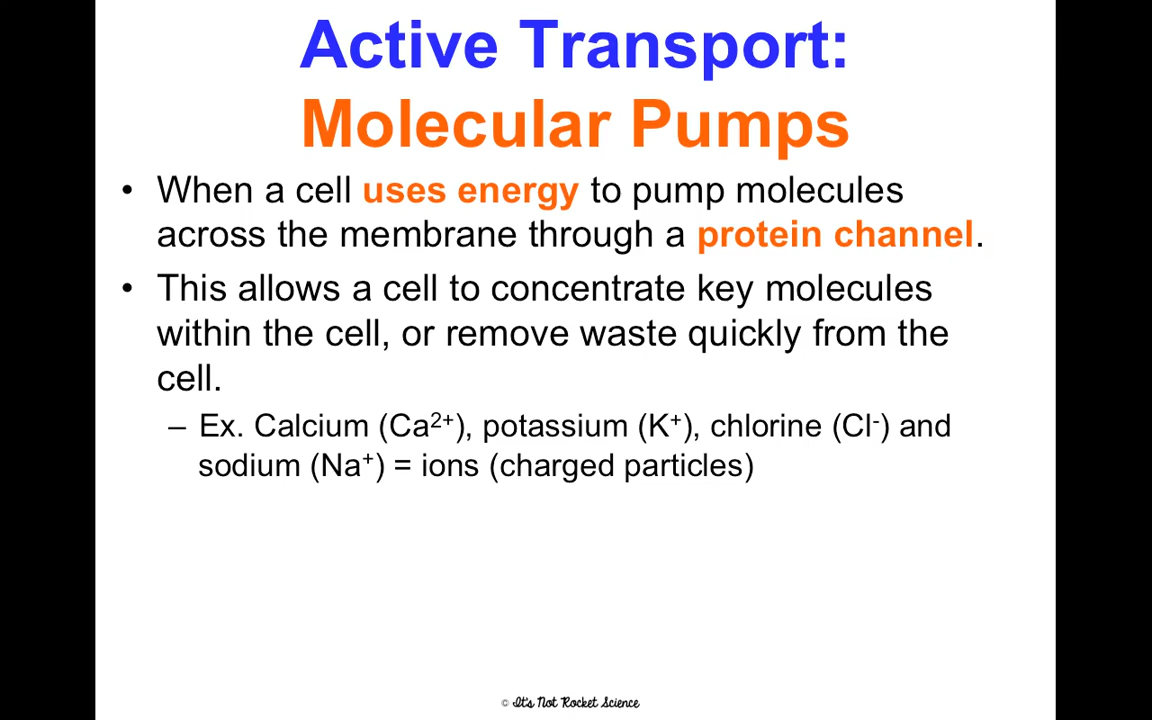 Active Transport:
Molecular Pumps
• When a cell uses energy to pump molecules
across the membrane through a protein channel.
• This allows a cell to concentrate key molecules
within the cell, or remove waste quickly from the
cell.
– Ex. Calcium (Ca²⁺), potassium (K⁺), chlorine (Cl⁻) and
sodium (Na⁺) = ions (charged particles)
© It's Not Rocket Science